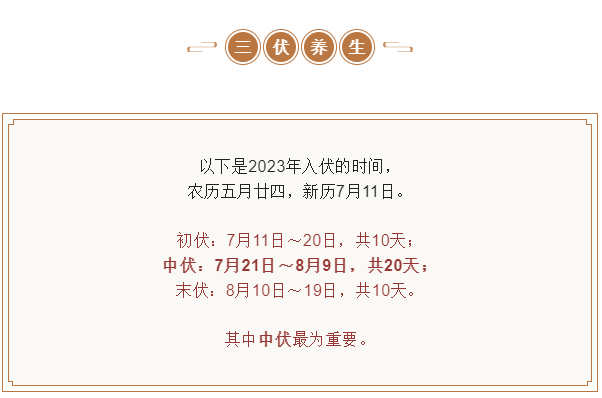 三伏养生
以下是2023年入伏的时间，
农历五月廿四，新历7月11日。
初伏：7月11日～20日，共10天；
中伏：7月21日～8月9日，共20天；
末伏：8月10日～19日，共10天。
其中中伏最为重要。